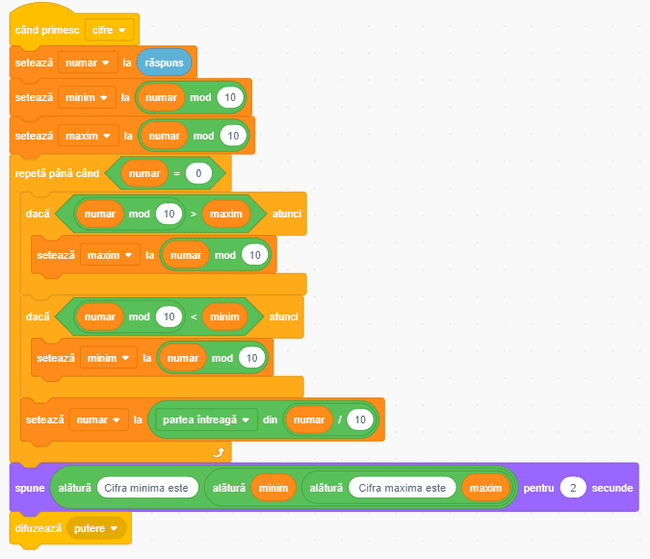 când primesc cifre
setează numar la răspuns
setează minim la numar mod 10
setează maxim la numar mod 10
repetă până când numar = 0
dacă numar mod 10 > maxim atunci
setează maxim la numar mod 10
dacă numar mod 10 < minim atunci
setează minim la numar mod 10
setează numar la partea întreagă din numar / 10
spune alătură Cifra minima este alătură minim alătură Cifra maxima este maxim pentru 2 secunde
difuzează putere